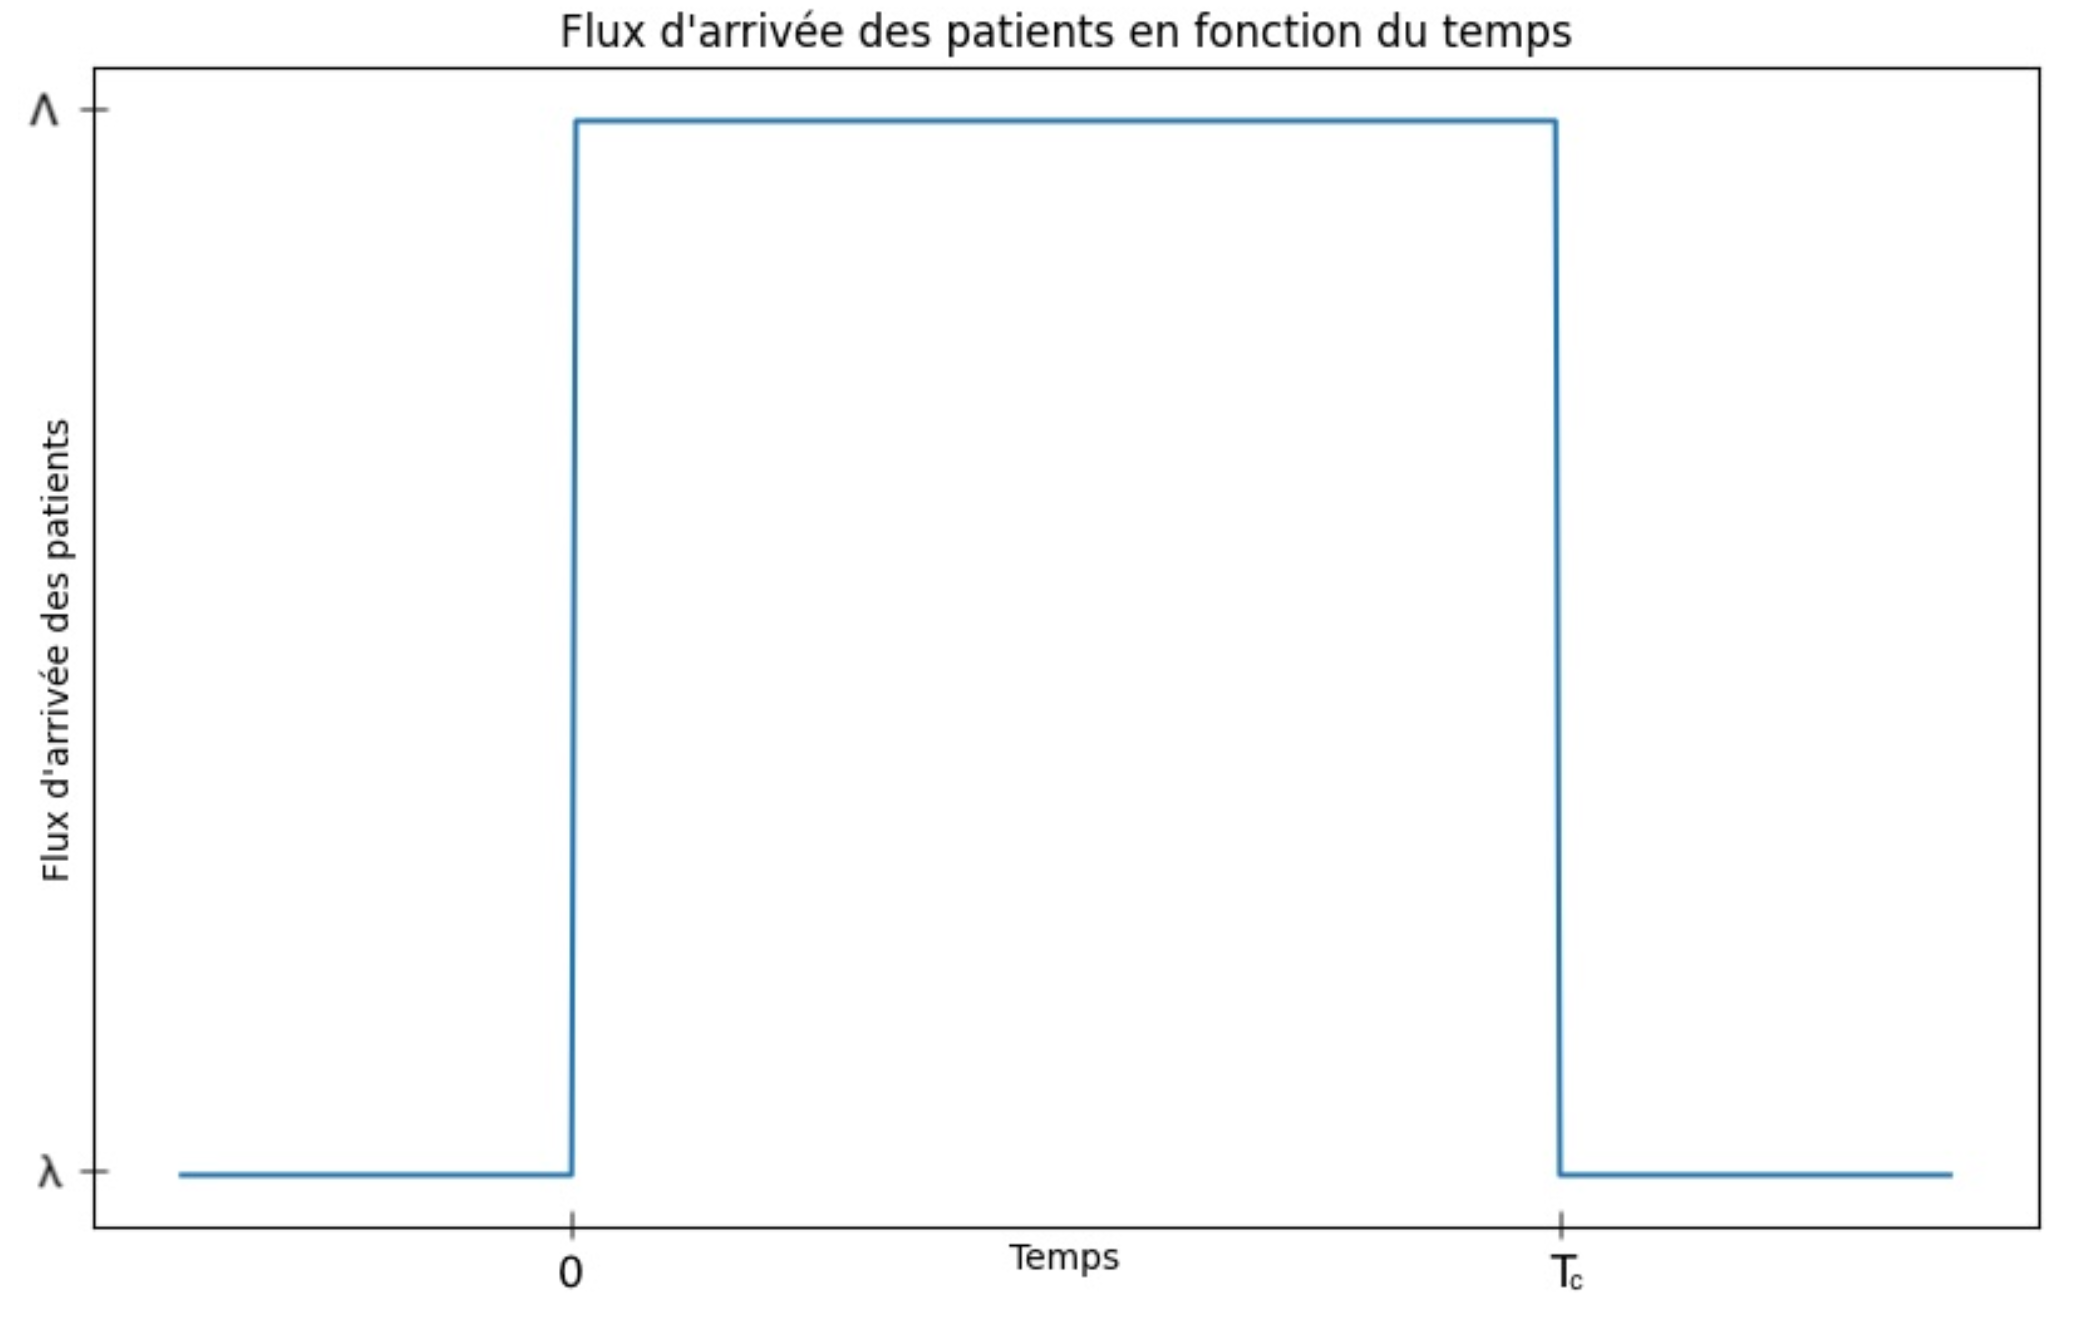 Flux d'arrivée des patients en fonction du temps
Λ
Flux d'arrivée des patients
λ
0
Temps
Tc